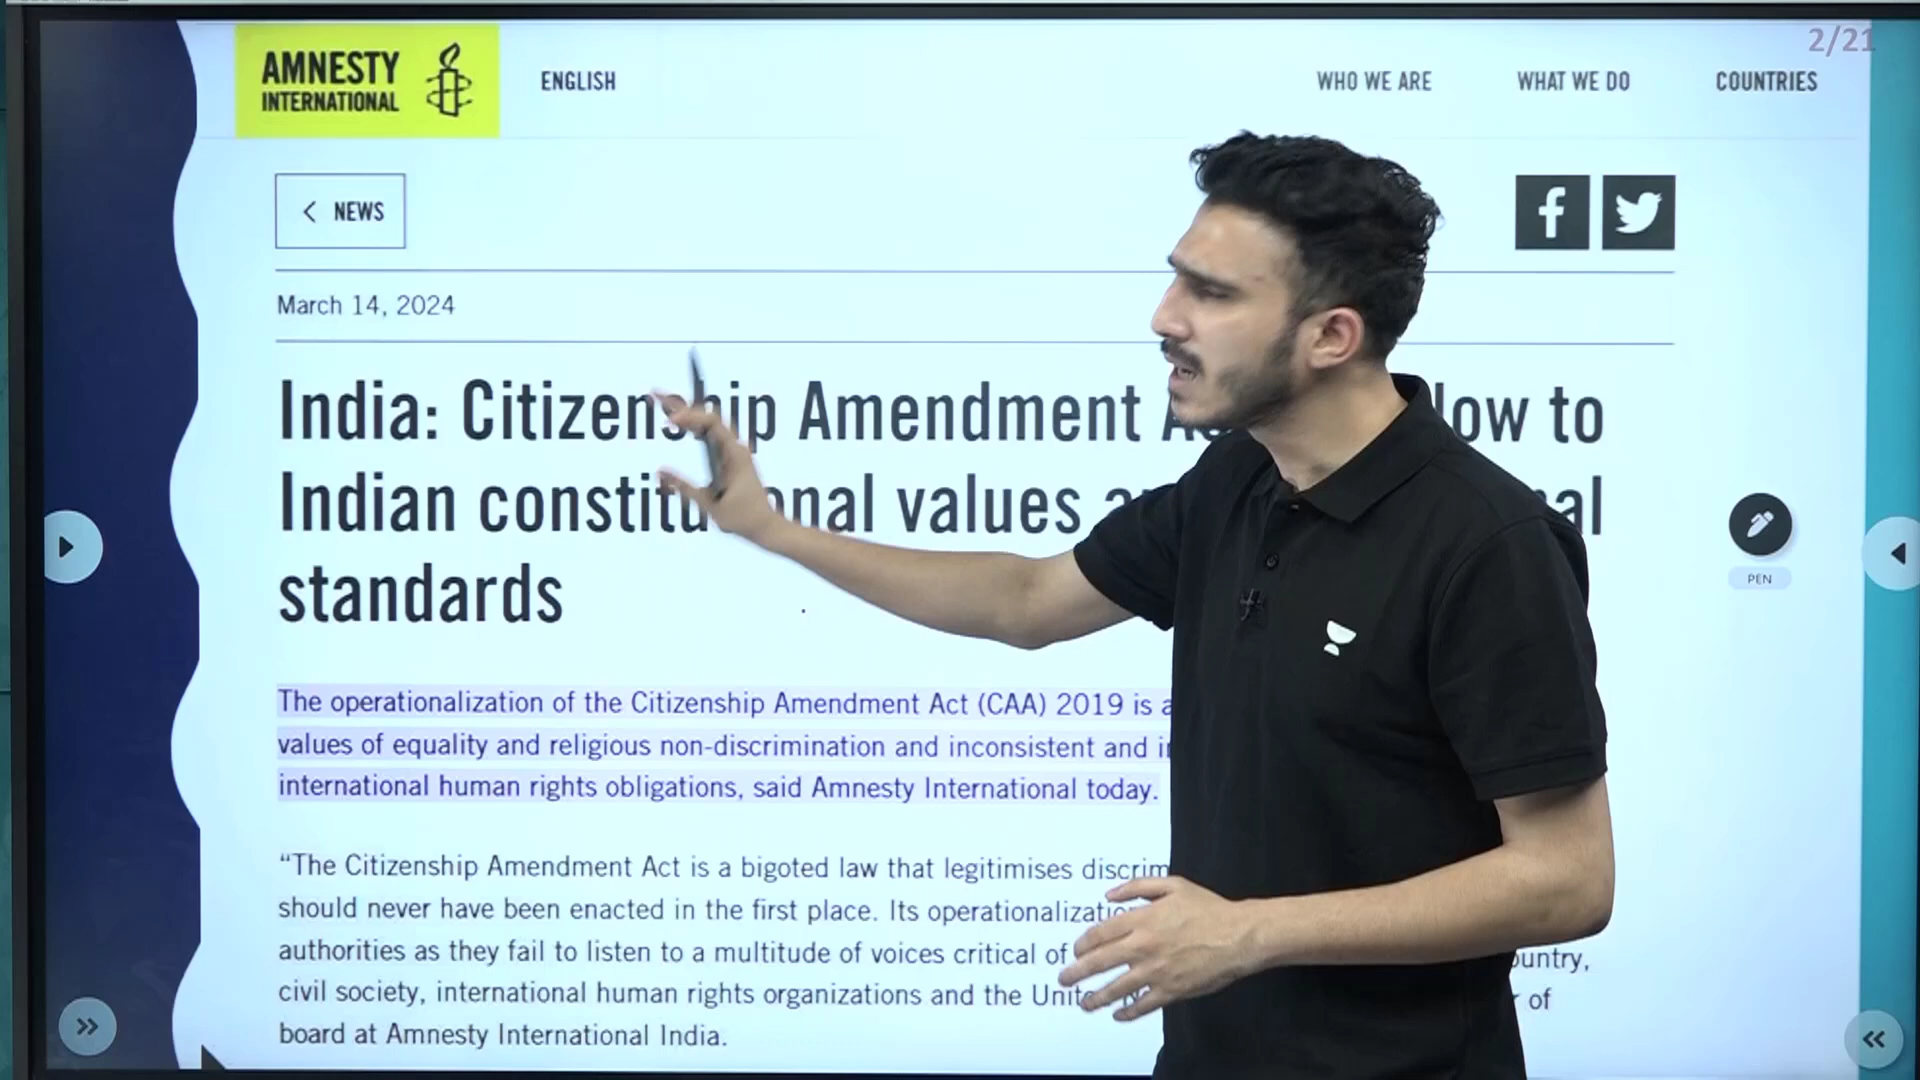 2/21
AMNESTY
INTERNATIONAL
ENGLISH
WHO WE ARE
WHAT WE DO
COUNTRIES
NEWS
March 14, 2024
India: Citizenship Amendment to
Indian values
standards
The operationalization of the Citizenship Amendment Act (CAA) 2019 is
values of equality and religious non-discrimination and inconsistent and
international human rights obligations, said Amnesty International today.
“The Citizenship Amendment Act is a bigoted law that legitimises
should never have been enacted in the first place. Its
authorities as they fail to listen to a multitude of voices critical of
civil society, international human rights organizations and the of
board at Amnesty International India.
PEN